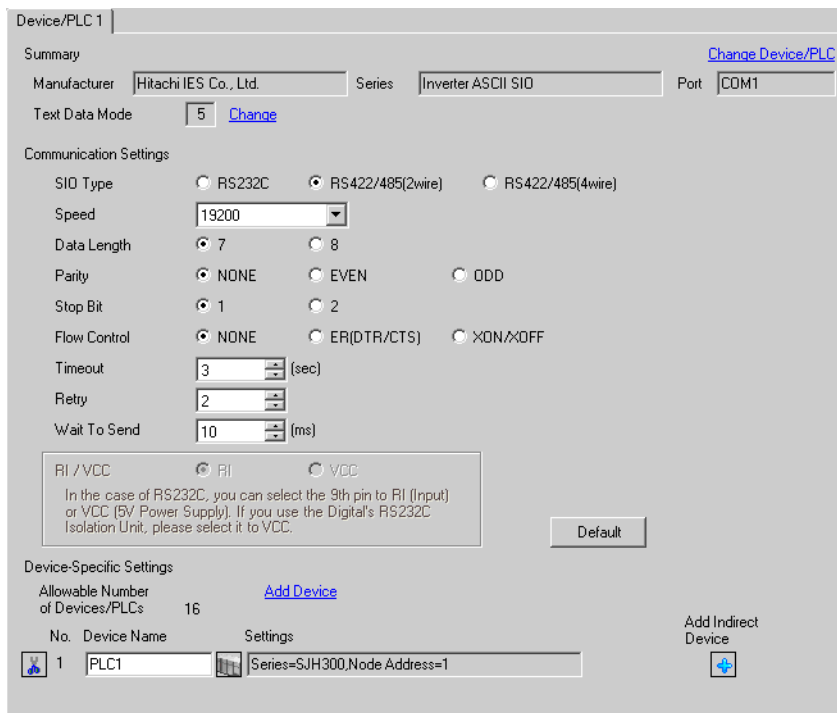 Device/PLC 1
Summary
Change Device/PLC
Manufacturer Hitachi IES Co., Ltd. Series Inverter ASCII SIO Port COM1
Text Data Mode 5 Change
Communication Settings
SIO Type RS232C RS422/485(2wire) RS422/485(4wire)
Speed 19200
Data Length 7 8
Parity NONE EVEN ODD
Stop Bit 1 2
Flow Control NONE ER(DTR/CTS) XON/XOFF
Timeout 3 (sec)
Retry 2
Wait To Send 10 (ms)
RI / VCC RI VCC
In the case of RS232C, you can select the 9th pin to RI (Input)
or VCC (5V Power Supply). If you use the Digital's RS232C
Isolation Unit, please select it to VCC.
Default
Device-Specific Settings
Allowable Number
of Devices/PLCs 16
Add Device
No. Device Name Settings
Add Indirect
Device
1 PLC1 Series=SJH300,Node Address=1